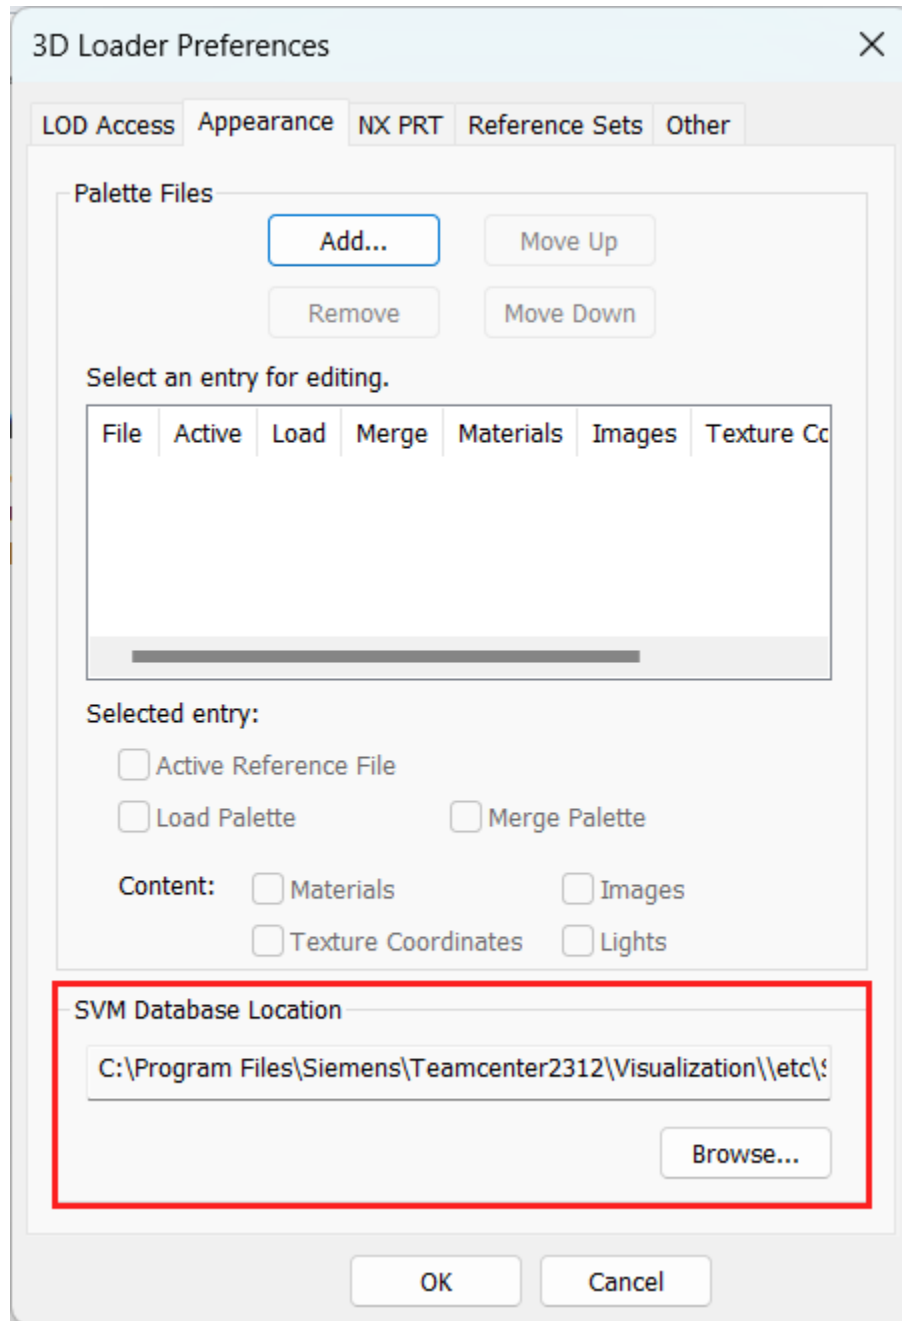 3D Loader Preferences
LOD Access Appearance NX PRT Reference Sets Other
Palette Files
Add... Move Up
Remove Move Down
Select an entry for editing.
File Active Load Merge Materials Images Texture Co
Selected entry:
Active Reference File
Load Palette Merge Palette
Content: Materials Images
Texture Coordinates Lights
SVM Database Location
C:\Program Files\Siemens\Teamcenter2312\Visualization\\etc\S
Browse...
OK Cancel